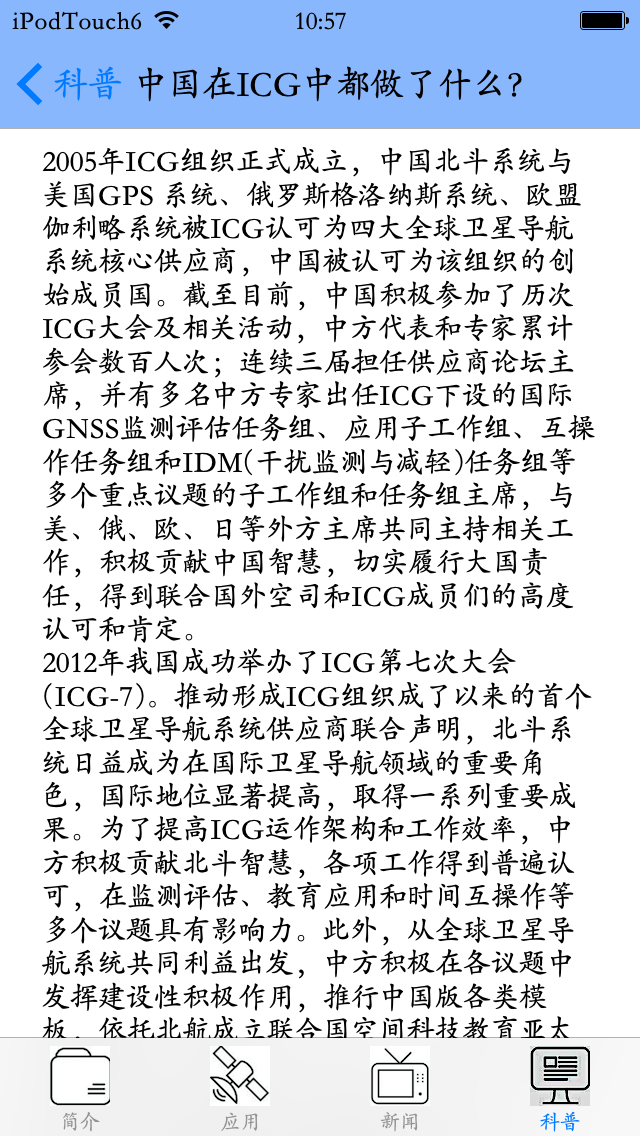 iPodTouch6 10:57
科普 中国在ICG中都做了什么?
2005年ICG组织正式成立，中国北斗系统与
美国GPS 系统、俄罗斯格洛纳斯系统、欧盟
伽利略系统被ICG认可为四大全球卫星导航
系统核心供应商，中国被认可为该组织的创
始成员国。截至目前，中国积极参加了历次
ICG大会及相关活动，中方代表和专家累计
参会数百人次；连续三届担任供应商论坛主
席，并有多名中方专家出任ICG下设的国际
GNSS监测评估任务组、应用子工作组、互操
作任务组和IDM(干扰监测与减轻)任务组等
多个重点议题的子工作组和任务组主席，与
美、俄、欧、日等外方主席共同主持相关工
作，积极贡献中国智慧，切实履行大国责
任，得到联合国外空司和ICG成员们的高度
认可和肯定。
2012年我国成功举办了ICG第七次大会
(ICG-7)。推动形成ICG组织成了以来的首个
全球卫星导航系统供应商联合声明，北斗系
统日益成为在国际卫星导航领域的重要角
色，国际地位显著提高，取得一系列重要成
果。为了提高ICG运作架构和工作效率，中
方积极贡献北斗智慧，各项工作得到普遍认
可，在监测评估、教育应用和时间互操作等
多个议题具有影响力。此外，从全球卫星导
航系统共同利益出发，中方积极在各议题中
发挥建设性积极作用，推行中国版各类模
板，依托北航成立联合国空间科技教育亚太
简介 应用 新闻 科普